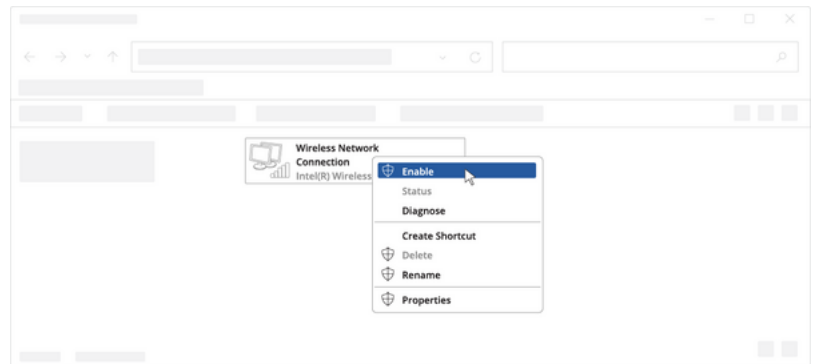 Wireless Network
Connection
Intel(R) Wireless
Enable
Status
Diagnose
Create Shortcut
Delete
Rename
Properties